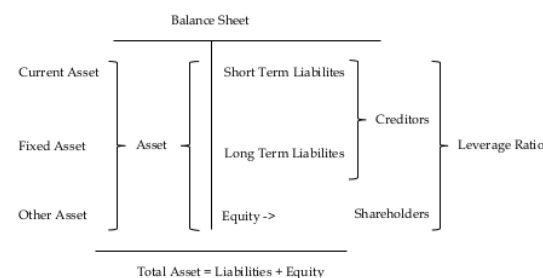 Balance Sheet
Current Asset Short Term Liabilites
Creditors
Fixed Asset Asset Long Term Liabilites Leverage Ratio
Other Asset Equity -> Shareholders
Total Asset = Liabilities + Equity